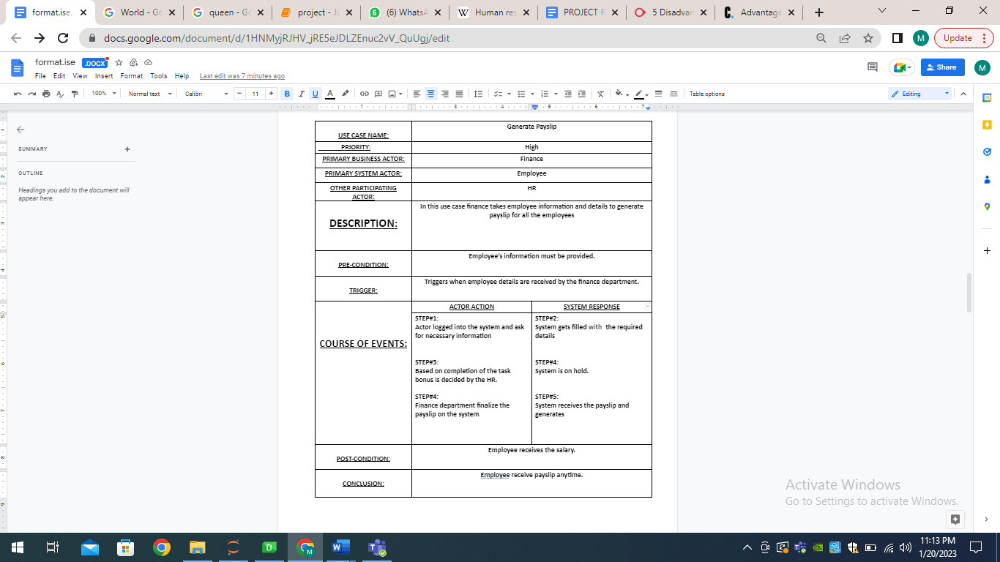 format.ise.
World - Go
queen - Go
project - Ju
(6) WhatsA
Human res
PROJECT R
5 Disadvan
Advantage
docs.google.com/document/d/1HNMyjRJHV_jRE5eJDLZEnuc2vV_QuUgj/edit
M
Update
format.ise .DOCX
File Edit View Insert Format Tools Help Last edit was 7 minutes ago
Share
M
100% Normal text Calibri - 11 + B I U A Table options Editing
1 3 4 5 6 7
SUMMARY +
OUTLINE
Headings you add to the document will
appear here.
USE CASE NAME: Generate Payslip
PRIORITY: High
PRIMARY BUSINESS ACTOR: Finance
PRIMARY SYSTEM ACTOR: Employee
OTHER PARTICIPATING
ACTOR: HR
DESCRIPTION:
In this use case finance takes employee information and details to generate
payslip for all the employees
PRE-CONDITION: Employee's information must be provided.
TRIGGER: Triggers when employee details are received by the finance department.
COURSE OF EVENTS:
ACTOR ACTION
STEP#1:
Actor logged into the system and ask
for necessary information
STEP#3:
Based on completion of the task
bonus is decided by the HR.
STEP#4:
Finance department finalize the
payslip on the system
SYSTEM RESPONSE
STEP#2:
System gets filled with the required
details
STEP#4:
System is on hold.
STEP#5:
System receives the payslip and
generates
POST-CONDITION: Employee receives the salary.
CONCLUSION: Employee receive payslip anytime.
Activate Windows
Go to Settings to activate Windows.
11:13 PM
1/20/2023